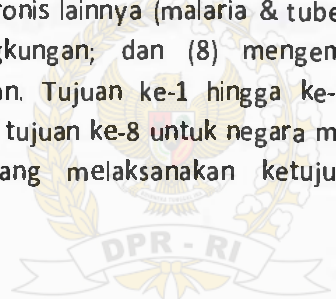 ronis lainnya (malaria & tube
gkungan; dan (8) mengem
an. Tujuan ke-1 hingga ke-
tujuan ke-8 untuk negara m
ang melaksanakan ketuju
DPR - RI